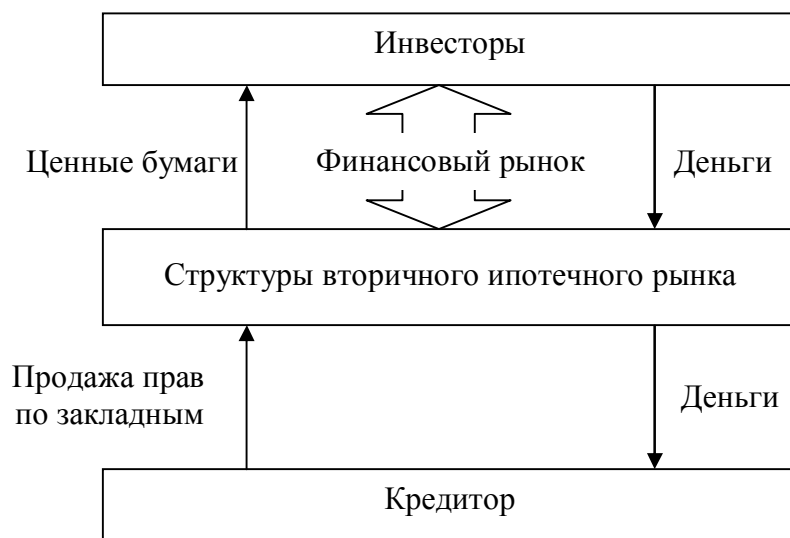 Инвесторы
Ценные бумаги
Финансовый рынок
Деньги
Структуры вторичного ипотечного рынка
Продажа прав
по закладным
Деньги
Кредитор